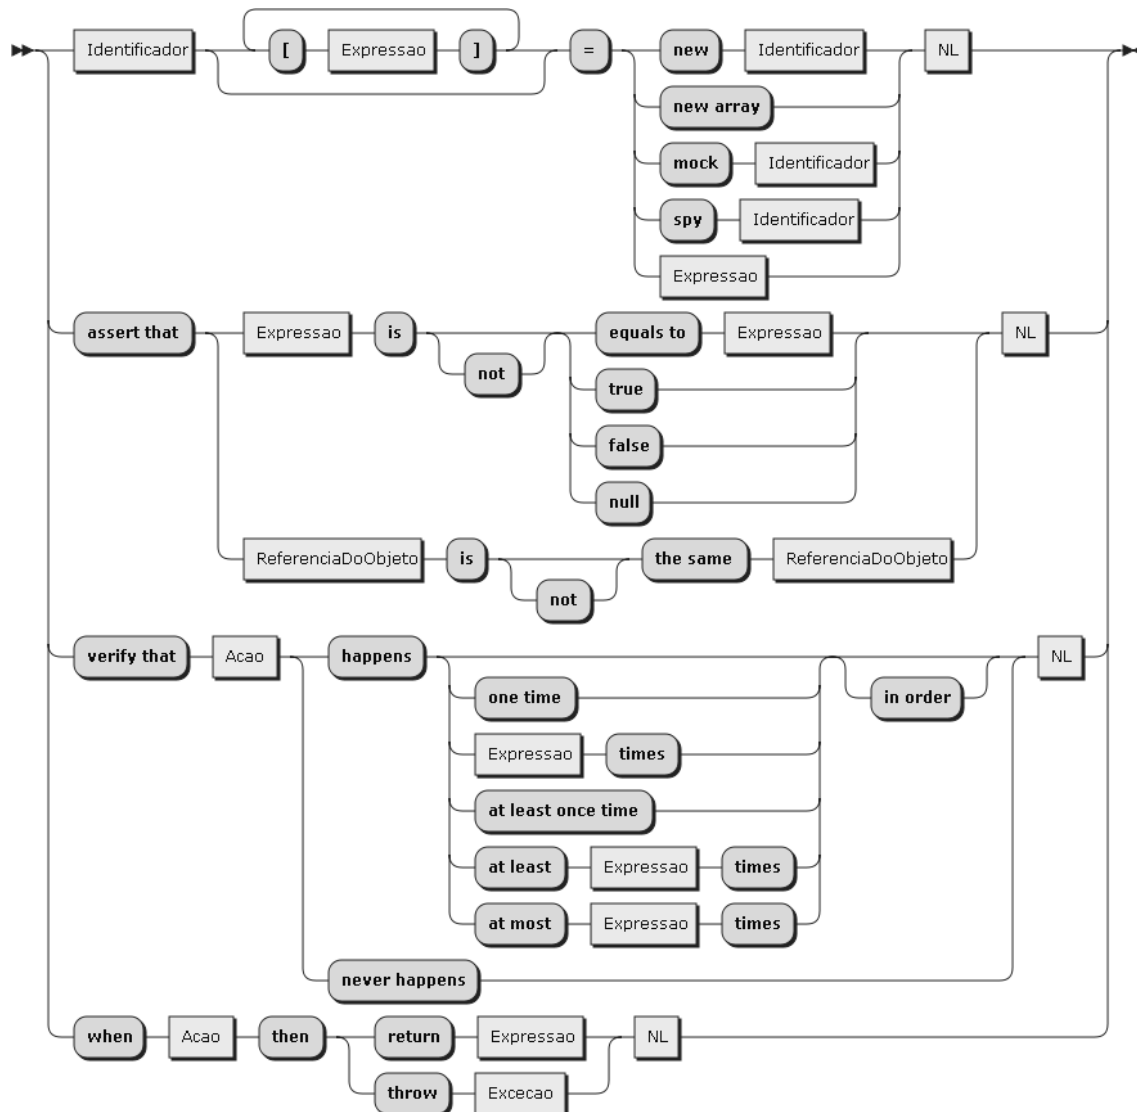 Identificador [ Expressao ] = new Identificador NL
new array
mock Identificador
spy Identificador
Expressao
assert that Expressao is equals to Expressao NL
not
true
false
null
ReferenciaDoObjeto is the same ReferenciaDoObjeto
not
verify that Acao happens NL
one time in order
Expressao times
at least once time
at least Expressao times
at most Expressao times
never happens
when Acao then return Expressao NL
throw Excecao